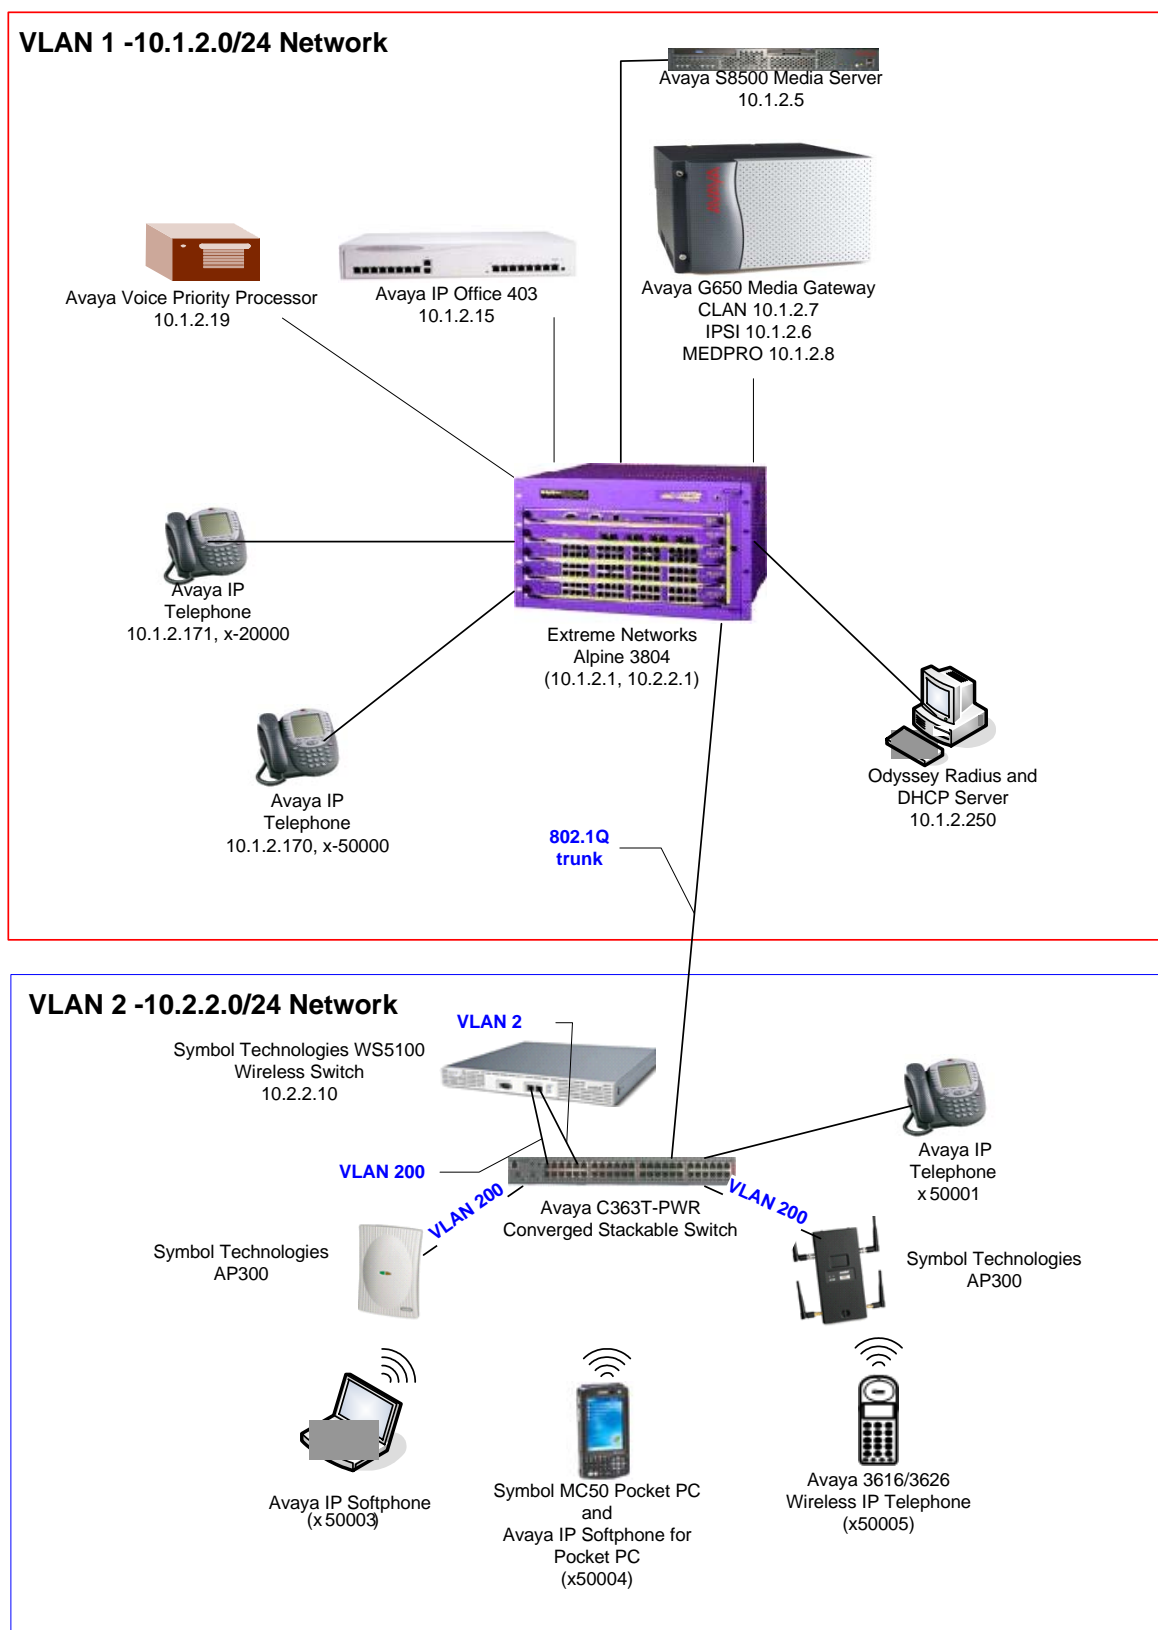 VLAN 1 -10.1.2.0/24 Network
Avaya S8500 Media Server
10.1.2.5
AVAYA
Avaya Voice Priority Processor
10.1.2.19
Avaya IP Office 403
10.1.2.15
Avaya G650 Media Gateway
CLAN 10.1.2.7
IPSI 10.1.2.6
MEDPRO 10.1.2.8
Avaya IP
Telephone
10.1.2.171, x-20000
Extreme Networks
Alpine 3804
(10.1.2.1, 10.2.2.1)
Avaya IP
Telephone
10.1.2.170, x-50000
Odyssey Radius and
DHCP Server
10.1.2.250
802.1Q
trunk
VLAN 2 -10.2.2.0/24 Network
VLAN 2
Symbol Technologies WS5100
Wireless Switch
10.2.2.10
VLAN 200
Avaya IP
Telephone
x 50001
VLAN 200
VLAN 200
Avaya C363T-PWR
Converged Stackable Switch
Symbol Technologies
AP300
Symbol Technologies
AP300
Avaya IP Softphone
(x 50003)
Symbol MC50 Pocket PC
and
Avaya IP Softphone for
Pocket PC
(x50004)
Avaya 3616/3626
Wireless IP Telephone
(x50005)